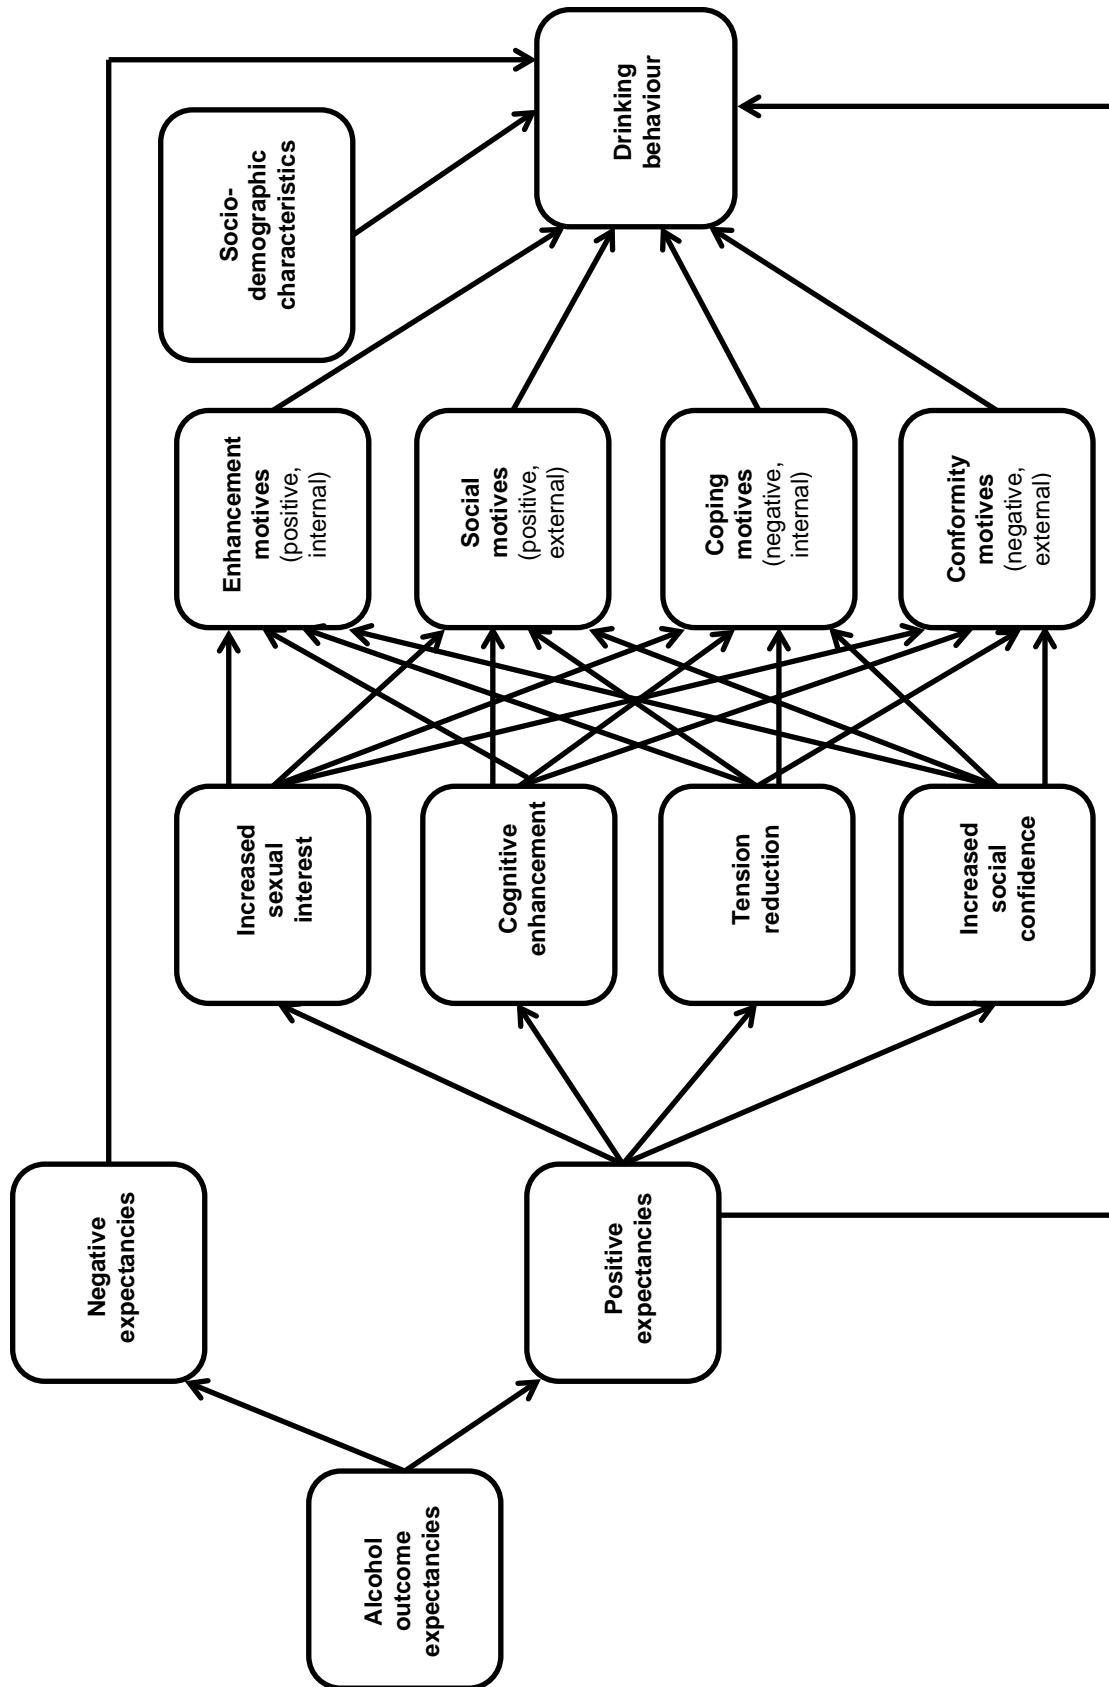 Alcohol
outcome
expectancies
Negative
expectancies
Positive
expectancies
Increased
sexual
interest
Cognitive
enhancement
Tension
reduction
Increased
social
confidence
Enhancement
motives
(positive,
internal)
Social
motives
(positive,
external)
Coping
motives
(negative,
internal)
Conformity
motives
(negative,
external)
Socio-
demographic
characteristics
Drinking
behaviour